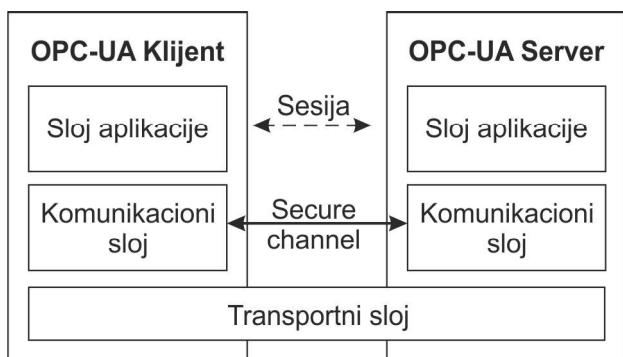 OPC-UA Klijent
OPC-UA Server
Sloj aplikacije
Sesija
Sloj aplikacije
Komunikacioni
sloj
Secure
channel
Komunikacioni
sloj
Transportni sloj